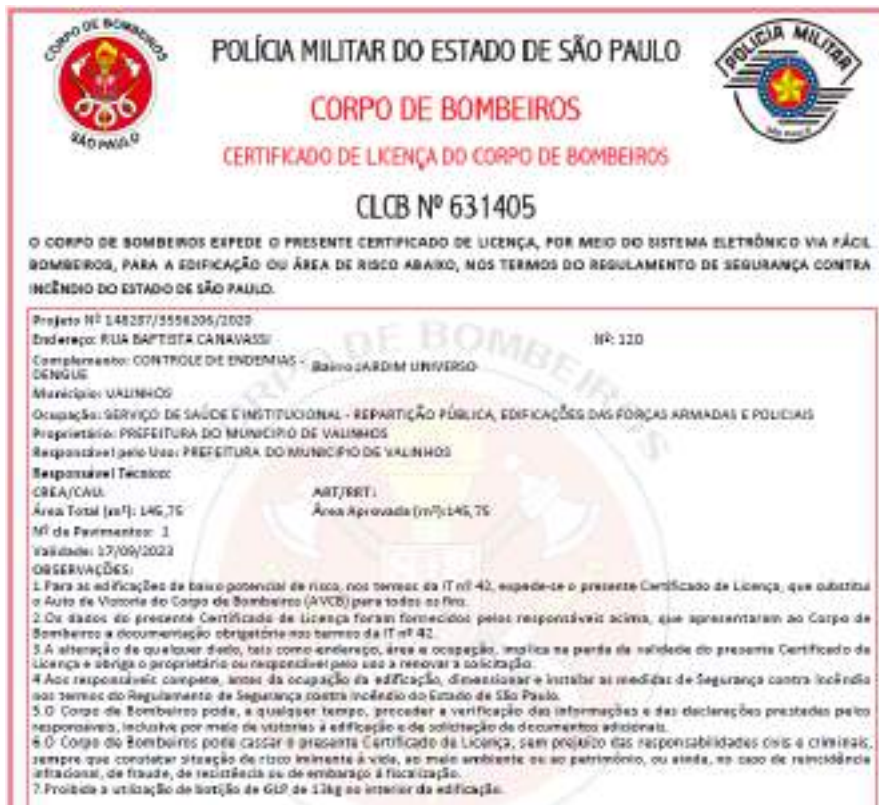 CORPO DE BOMBEIROS
SÃO PAULO
POLÍCIA MILITAR DO ESTADO DE SÃO PAULO
POLICIA MILITAR
SÃO PAULO
CORPO DE BOMBEIROS
CERTIFICADO DE LICENÇA DO CORPO DE BOMBEIROS
CLCB Nº 631405
O CORPO DE BOMBEIROS EXPEDE O PRESENTE CERTIFICADO DE LICENÇA, POR MEIO DO SISTEMA ELETRÔNICO VIA FÁCIL
BOMBEIROS, PARA A EDIFICAÇÃO OU ÁREA DE RISCO ABAIXO, NOS TERMOS DO REGULAMENTO DE SEGURANÇA CONTRA
INCÊNDIO DO ESTADO DE SÃO PAULO.
Projeto Nº 148287/3556206/2020
Endereço: RUA BAPTISTA CANAVASSI Nº: 120
Complemento: CONTROLE DE ENDEMIAS - DENGUE Bairro: JARDIM UNIVERSO
Município: VALINHOS
Ocupação: SERVIÇO DE SAÚDE E INSTITUCIONAL - REPARTIÇÃO PÚBLICA, EDIFICAÇÕES DAS FORÇAS ARMADAS E POLICIAIS
Proprietário: PREFEITURA DO MUNICIPIO DE VALINHOS
Responsável pelo Uso: PREFEITURA DO MUNICIPIO DE VALINHOS
Responsável Técnico:
CREA/CAU: ART/RRT:
Área Total (m²): 146,75 Área Aprovada (m²):146,75
Nº de Pavimentos: 1
Validade: 17/09/2023
OBSERVAÇÕES:
1.Para as edificações de baixo potencial de risco, nos termos da IT nº 42, expede-se o presente Certificado de Licença, que substitui
o Auto de Vistoria do Corpo de Bombeiros (AVCB) para todos os fins.
2.Os dados do presente Certificado de Licença foram fornecidos pelos responsáveis acima, que apresentaram ao Corpo de
Bombeiros a documentação obrigatória nos termos da IT nº 42.
3.A alteração de qualquer dado, tais como endereço, área e ocupação, implica na perda da validade do presente Certificado de
Licença e obriga o proprietário ou responsável pelo uso a renovar a solicitação.
4.Aos responsáveis compete, antes da ocupação da edificação, dimensionar e instalar as medidas de Segurança contra Incêndio
nos termos do Regulamento de Segurança contra Incêndio do Estado de São Paulo.
5.O Corpo de Bombeiros pode, a qualquer tempo, proceder a verificação das informações e das declarações prestadas pelos
responsáveis, inclusive por meio de vistorias à edificação e de solicitação de documentos adicionais.
6.O Corpo de Bombeiros pode cassar o presente Certificado de Licença, sem prejuízo das responsabilidades civis e criminais,
sempre que constatar situação de risco iminente à vida, ao meio ambiente ou ao patrimônio, ou ainda, no caso de reincidência
infracional, de fraude, de resistência ou de embaraço à fiscalização.
7.Proibida a utilização de botijão de GLP de 13kg no interior da edificação.